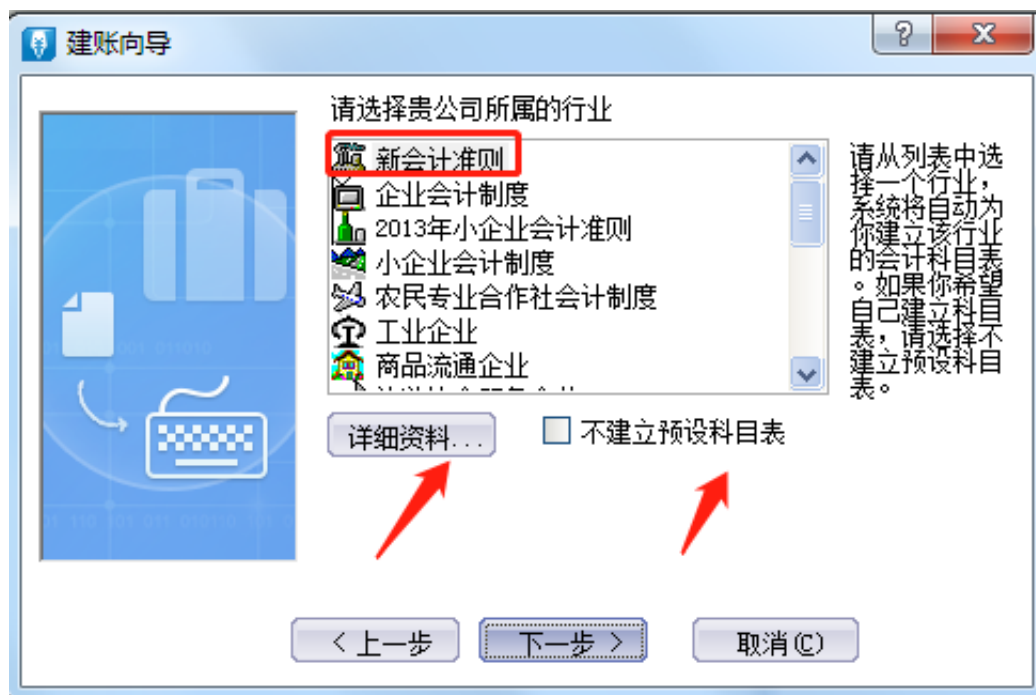 建账向导
请选择贵公司所属的行业
新会计准则
企业会计制度
2013年小企业会计准则
小企业会计制度
农民专业合作社会计制度
工业企业
商品流通企业
请从列表中选
择一个行业,
系统将自动为
你建立该行业
的会计科目表
。如果你希望
自己建立科目
表,请选择不
建立预设科目
表。
详细资料...
不建立预设科目表
< 上一步
下一步 >
取消(C)